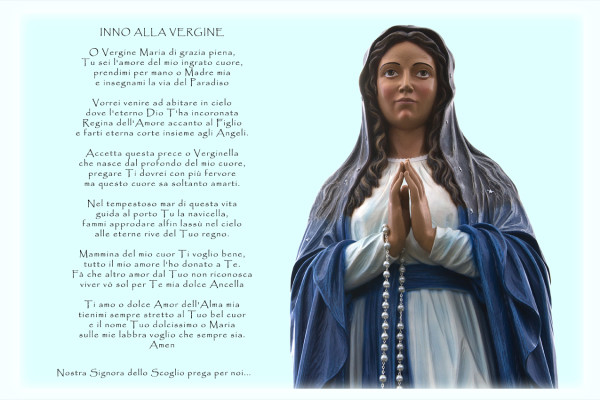 INNO ALLA VERGINE
O Vergine Maria di grazia piena,
Tu sei l'amore del mio ingrato cuore,
prendimi per mano o Madre mia
e insegnami la via del Paradiso
Vorrei venire ad abitare in cielo
dove l'eterno Dio T'ha incoronata
Regina dell'Amore accanto al Figlio
e farti eterna corte insieme agli Angeli.
Accetta questa prece o Verginella
che nasce dal profondo del mio cuore,
pregare Ti dovrei con più fervore
ma questo cuore sa soltanto amarti.
Nel tempestoso mar di questa vita
guida al porto Tu la navicella,
fammi approdare alfin lassù nel cielo
alle eterne rive del Tuo regno.
Mammina del mio cuor Ti voglio bene,
tutto il mio amore l'ho donato a Te.
Fà che altro amor dal Tuo non riconosca
viver vò sol per Te mia dolce Ancella
Ti amo o dolce Amor dell'Alma mia
tienimi sempre stretto al Tuo bel cuor
e il nome Tuo dolcissimo o Maria
sulle mie labbra voglio che sempre sia.
Amen
Nostra Signora dello Scoglio prega per noi...